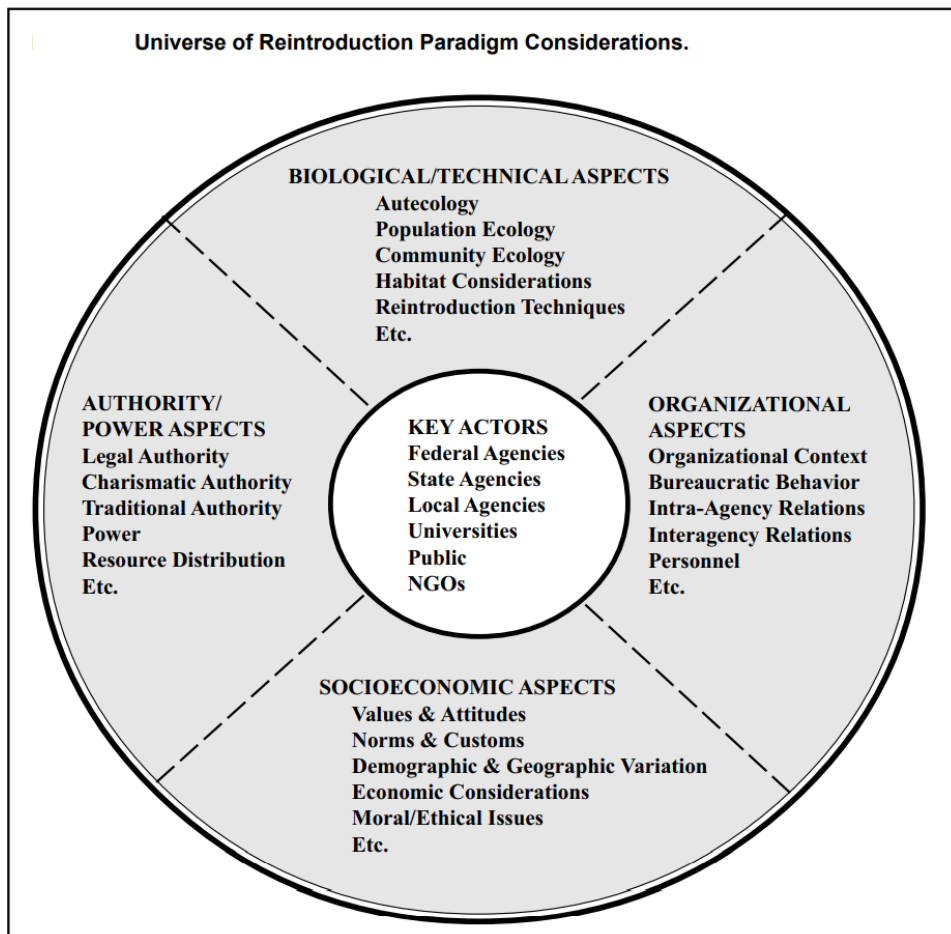 Universe of Reintroduction Paradigm Considerations.
BIOLOGICAL/TECHNICAL ASPECTS
Autecology
Population Ecology
Community Ecology
Habitat Considerations
Reintroduction Techniques
Etc.
AUTHORITY/
POWER ASPECTS
Legal Authority
Charismatic Authority
Traditional Authority
Power
Resource Distribution
Etc.
KEY ACTORS
Federal Agencies
State Agencies
Local Agencies
Universities
Public
NGOs
ORGANIZATIONAL
ASPECTS
Organizational Context
Bureaucratic Behavior
Intra-Agency Relations
Interagency Relations
Personnel
Etc.
SOCIOECONOMIC ASPECTS
Values & Attitudes
Norms & Customs
Demographic & Geographic Variation
Economic Considerations
Moral/Ethical Issues
Etc.